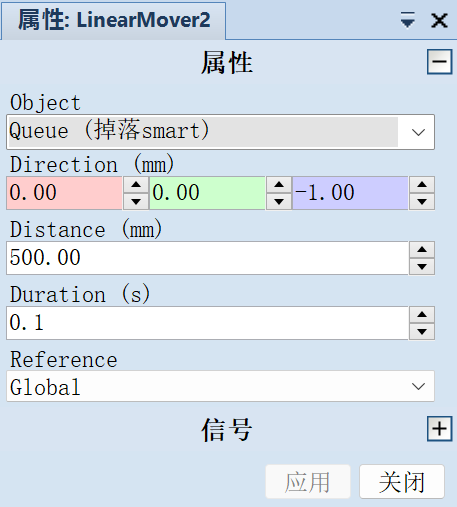 属性: LinearMover2
属性
Object
Queue (掉落smart)
Direction (mm)
0.00 0.00 -1.00
Distance (mm)
500.00
Duration (s)
0.1
Reference
Global
信号
应用 关闭